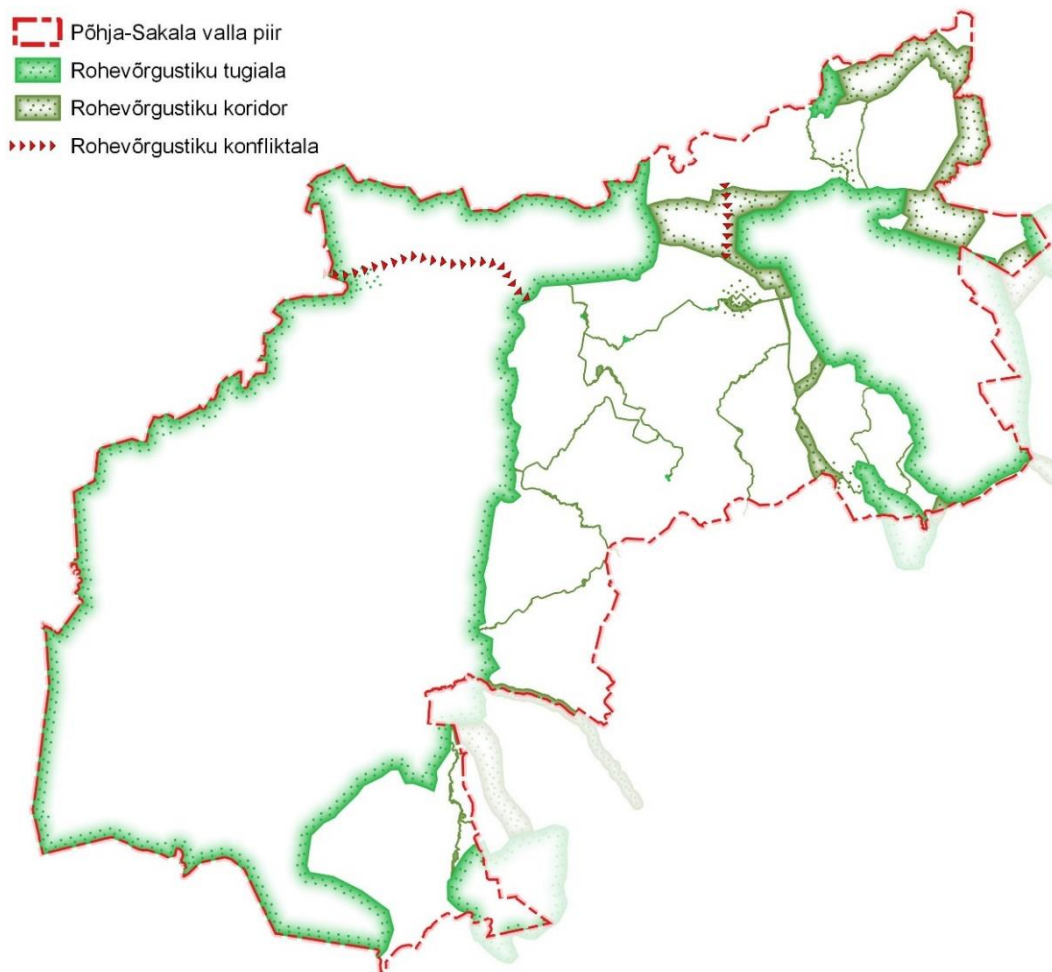 Põhja-Sakala valla piir
Rohevõrgustiku tugiala
Rohevõrgustiku koridor
Rohevõrgustiku konfliktala